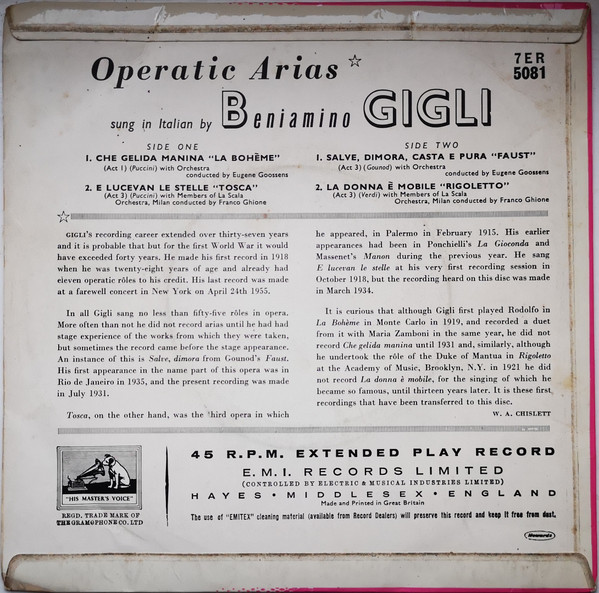 Operatic Arias
7ER
5081
sung in Italian by Beniamino GIGLI
SIDE ONE
1. CHE GELIDA MANINA "LA BOHÈME"
(Act 1) (Puccini) with Orchestra
conducted by Eugene Goossens
2. E LUCEVAN LE STELLE "TOSCA"
(Act 3) (Puccini) with Members of La Scala
Orchestra, Milan conducted by Franco Ghione
SIDE TWO
1. SALVE, DIMORA, CASTA E PURA "FAUST"
(Act 3) (Gounod) with Orchestra
conducted by Eugene Goossens
2. LA DONNA È MOBILE "RIGOLETTO"
(Act 3) (Verdi) with Members of La Scala
Orchestra, Milan conducted by Franco Ghione
GIGLI'S recording career extended over thirty-seven years
and it is probable that but for the first World War it would
have exceeded forty years. He made his first record in 1918
when he was twenty-eight years of age and already had
eleven operatic rôles to his credit. His last record was made
at a farewell concert in New York on April 24th 1955.
In all Gigli sang no less than fifty-five rôles in opera.
More often than not he did not record arias until he had had
stage experience of the works from which they were taken,
but sometimes the record came before the stage appearance.
An instance of this is Salve, dimora from Gounod's Faust.
His first appearance in the name part of this opera was in
Rio de Janeiro in 1935, and the present recording was made
in July 1931.
Tosca, on the other hand, was the third opera in which
he appeared, in Palermo in February 1915. His earlier
appearances had been in Ponchielli's La Gioconda and
Massenet's Manon during the previous year. He sang
E lucevan le stelle at his very first recording session in
October 1918, but the recording heard on this disc was made
in March 1934.
It is curious that although Gigli first played Rodolfo in
La Bohème in Monte Carlo in 1919, and recorded a duet
from it with Maria Zamboni in the same year, he did not
record Che gelida manina until 1931 and, similarly, although
he undertook the rôle of the Duke of Mantua in Rigoletto
at the Academy of Music, Brooklyn, N.Y. in 1921 he did
not record La donna è mobile, for the singing of which he
became so famous, until thirteen years later. It is these first
recordings that have been transferred to this disc.
W. A. CHISLETT
"HIS MASTER'S VOICE"
REGD. TRADE MARK OF
THE GRAMOPHONE CO. LTD
45 R.P.M. EXTENDED PLAY RECORD
E.M.I. RECORDS LIMITED
(CONTROLLED BY ELECTRIC & MUSICAL INDUSTRIES LIMITED)
HAYES · MIDDLESEX · ENGLAND
Made and Printed in Great Britain
The use of "EMITEX" cleaning material (available from Record Dealers) will preserve this record and keep it free from dust.
Howards